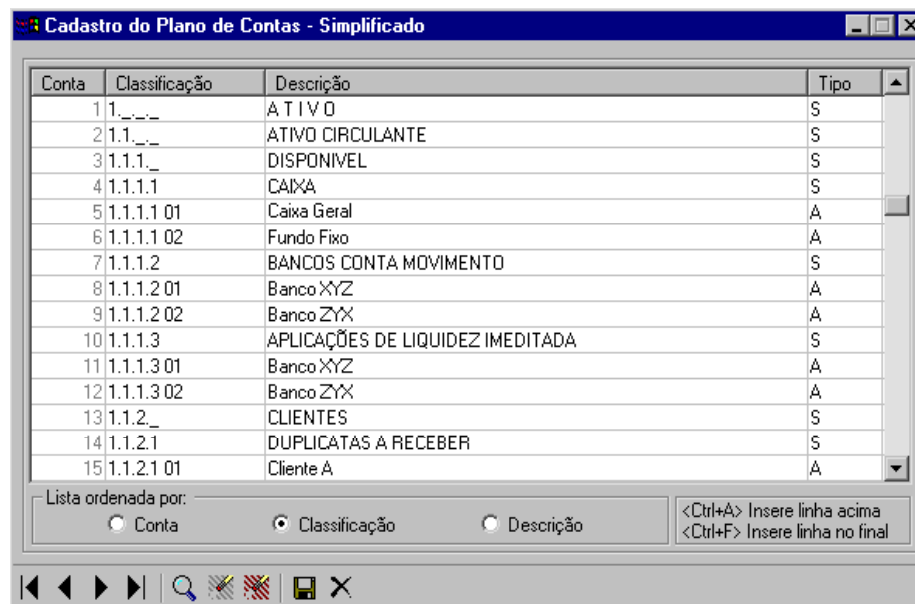 Cadastro do Plano de Contas - Simplificado
Conta Classificação Descrição Tipo
1 1._._._ A T I V O S
2 1.1._._ ATIVO CIRCULANTE S
3 1.1.1._ DISPONIVEL S
4 1.1.1.1 CAIXA S
5 1.1.1.1 01 Caixa Geral A
6 1.1.1.1 02 Fundo Fixo A
7 1.1.1.2 BANCOS CONTA MOVIMENTO S
8 1.1.1.2 01 Banco XYZ A
9 1.1.1.2 02 Banco ZYX A
10 1.1.1.3 APLICAÇÕES DE LIQUIDEZ IMEDITADA S
11 1.1.1.3 01 Banco XYZ A
12 1.1.1.3 02 Banco ZYX A
13 1.1.2._ CLIENTES S
14 1.1.2.1 DUPLICATAS A RECEBER S
15 1.1.2.1 01 Cliente A A
Lista ordenada por:
Conta Classificação Descrição
<Ctrl+A> Insere linha acima
<Ctrl+F> Insere linha no final